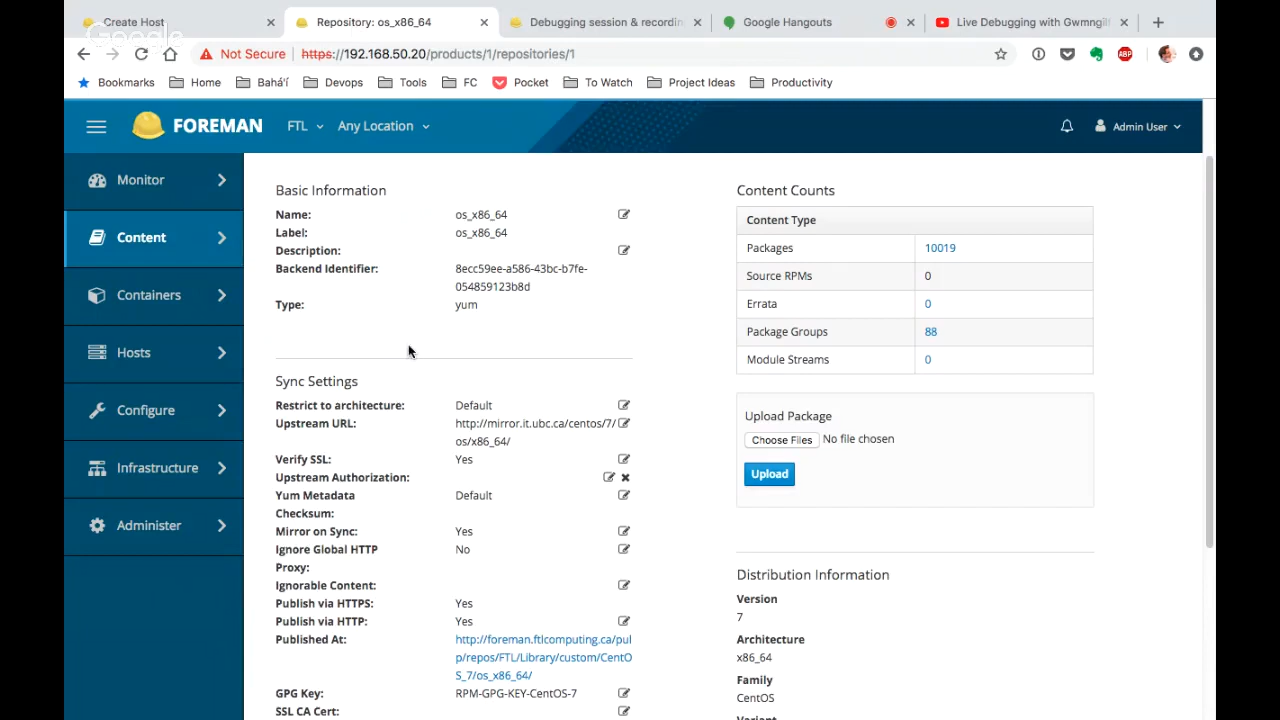 Create Host
Repository: os_x86_64
Debugging session & recordin
Google Hangouts
Live Debugging with Gwmngil
Google
Not Secure
https://192.168.50.20/products/1/repositories/1
ABP
Bookmarks
Home
Bahá'í
Devops
Tools
FC
Pocket
To Watch
Project Ideas
Productivity
FOREMAN
FTL
Any Location
Admin User
Monitor
Content
Containers
Hosts
Configure
Infrastructure
Administer
Basic Information
Name: os_x86_64
Label: os_x86_64
Description:
Backend Identifier: 8ecc59ee-a586-43bc-b7fe-
054859123b8d
Type: yum
Sync Settings
Restrict to architecture: Default
Upstream URL: http://mirror.it.ubc.ca/centos/7/
os/x86_64/
Verify SSL: Yes
Upstream Authorization:
Yum Metadata Default
Checksum:
Mirror on Sync: Yes
Ignore Global HTTP No
Proxy:
Ignorable Content:
Publish via HTTPS: Yes
Publish via HTTP: Yes
Published At: http://foreman.ftlcomputing.ca/pul
p/repos/FTL/Library/custom/CentO
S_7/os_x86_64/
GPG Key: RPM-GPG-KEY-CentOS-7
SSL CA Cert:
Content Counts
Content Type
Packages 10019
Source RPMs 0
Errata 0
Package Groups 88
Module Streams 0
Upload Package
Choose Files No file chosen
Upload
Distribution Information
Version
7
Architecture
x86_64
Family
CentOS
Variant